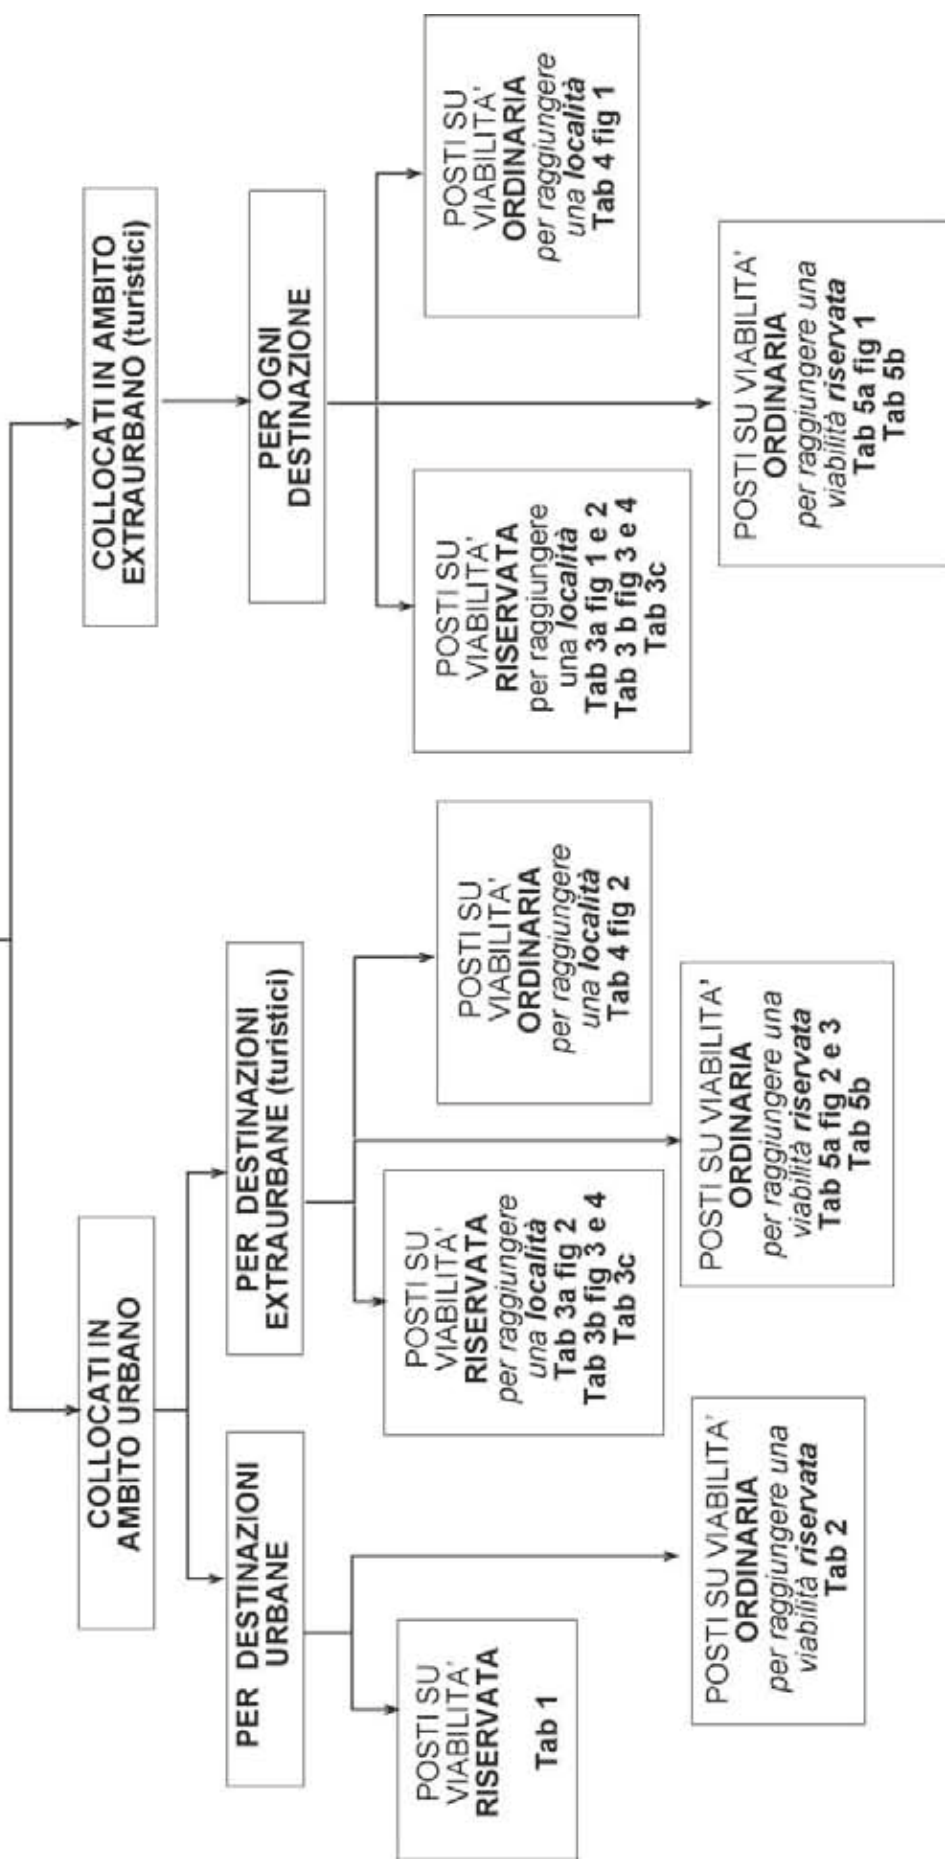 COLLOCATI IN
AMBITO URBANO
COLLOCATI IN AMBITO
EXTRAURBANO (turistici)
PER DESTINAZIONI
URBANE
PER DESTINAZIONI
EXTRAURBANE (turistici)
PER OGNI
DESTINAZIONE
POSTI SU
VIABILITA'
RISERVATA
Tab 1
POSTI SU VIABILITA'
ORDINARIA
per raggiungere una
viabilità riservata
Tab 2
POSTI SU
VIABILITA'
RISERVATA
per raggiungere
una località
Tab 3a fig 2
Tab 3b fig 3 e 4
Tab 3c
POSTI SU VIABILITA'
ORDINARIA
per raggiungere una
viabilità riservata
Tab 5a fig 2 e 3
Tab 5b
POSTI SU
VIABILITA'
ORDINARIA
per raggiungere
una località
Tab 4 fig 2
POSTI SU
VIABILITA'
RISERVATA
per raggiungere
una località
Tab 3a fig 1 e 2
Tab 3 b fig 3 e 4
Tab 3c
POSTI SU VIABILITA'
ORDINARIA
per raggiungere una
viabilità riservata
Tab 5a fig 1
Tab 5b
POSTI SU
VIABILITA'
ORDINARIA
per raggiungere
una località
Tab 4 fig 1